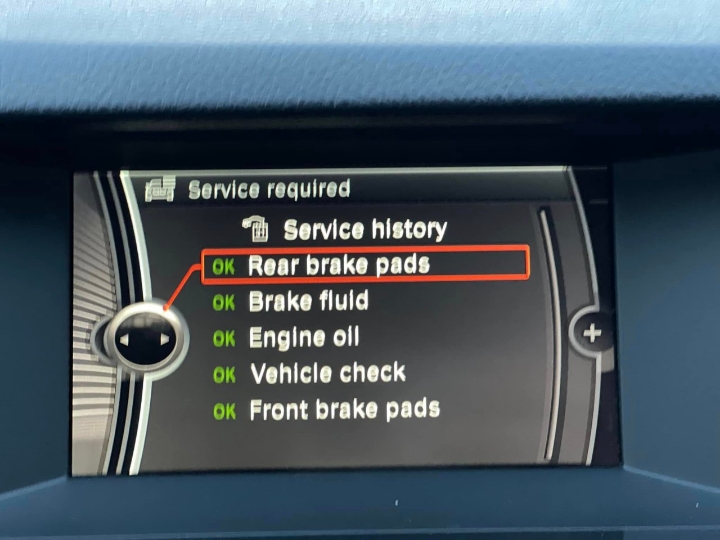 Service required
Service history
OK Rear brake pads
OK Brake fluid
OK Engine oil
OK Vehicle check
OK Front brake pads
+